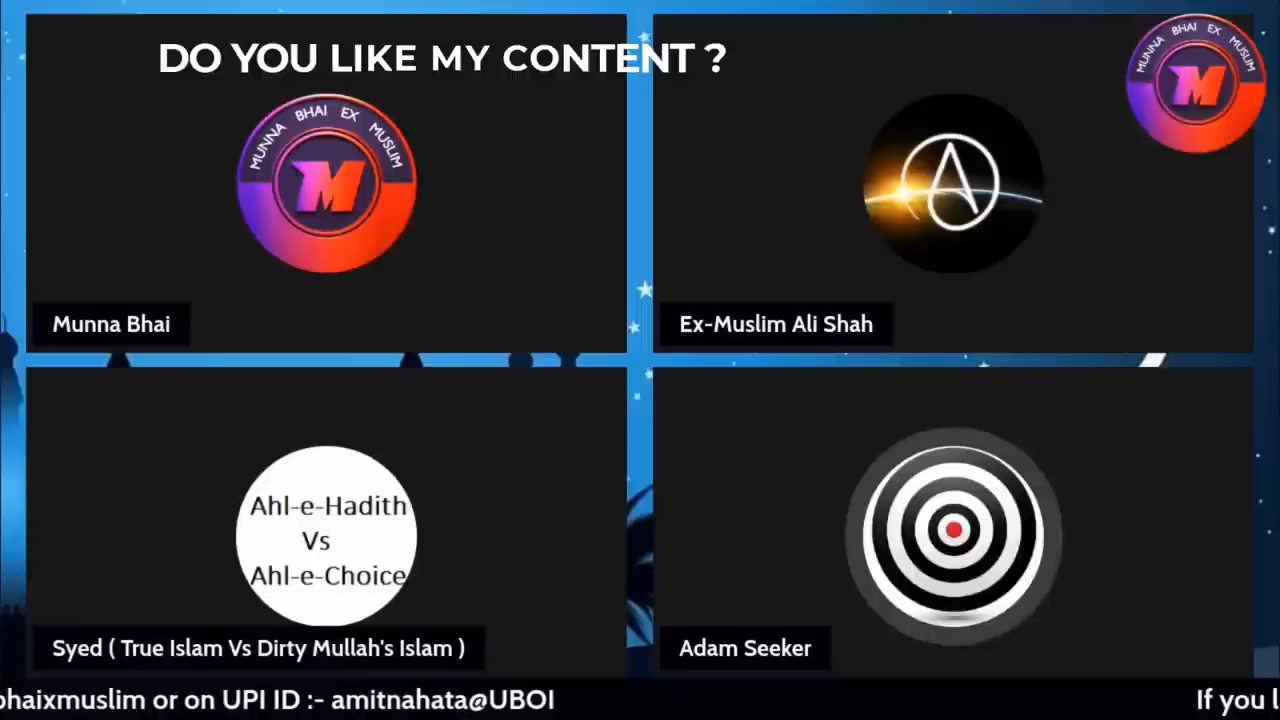 DO YOU LIKE MY CONTENT ?
MUNNA BHAI EX MUSLIM
M
MUNNA BHAI EX MUSLIM
M
Munna Bhai
Ex-Muslim Ali Shah
Ahl-e-Hadith
Vs
Ahl-e-Choice
Syed ( True Islam Vs Dirty Mullah's Islam )
Adam Seeker
bhaixmuslim or on UPI ID :- amitnahata@UBOI
If you l